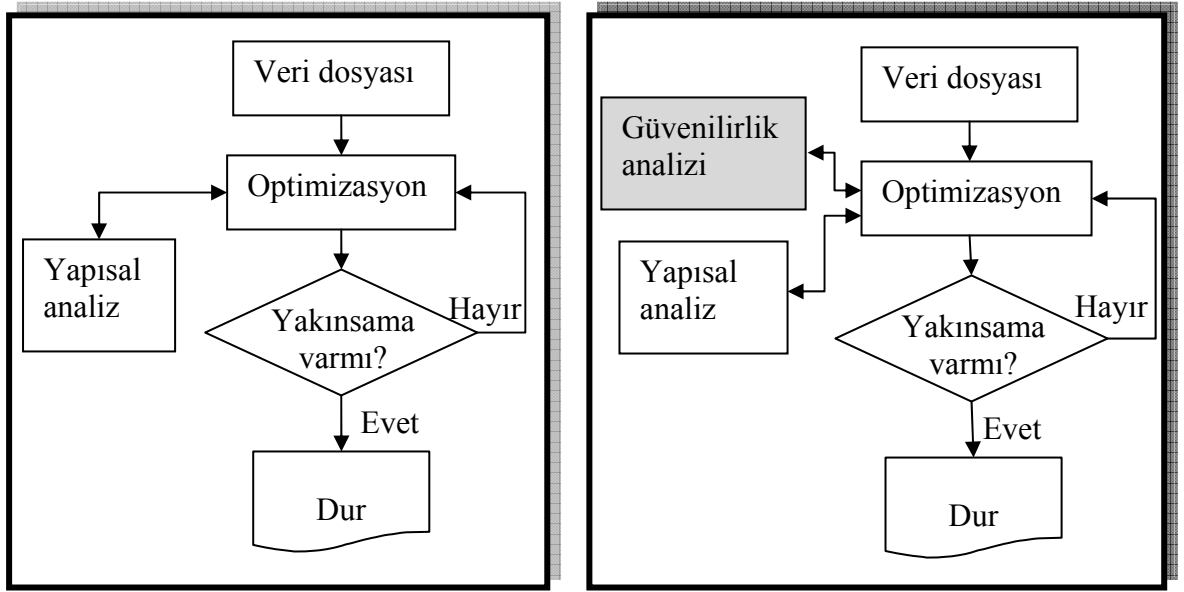 Veri dosyası
Optimizasyon
Yapısal
analiz
Hayır
Yakınsama
varmı?
Evet
Dur
Veri dosyası
Güvenilirlik
analizi
Optimizasyon
Yapısal
analiz
Hayır
Yakınsama
varmı?
Evet
Dur